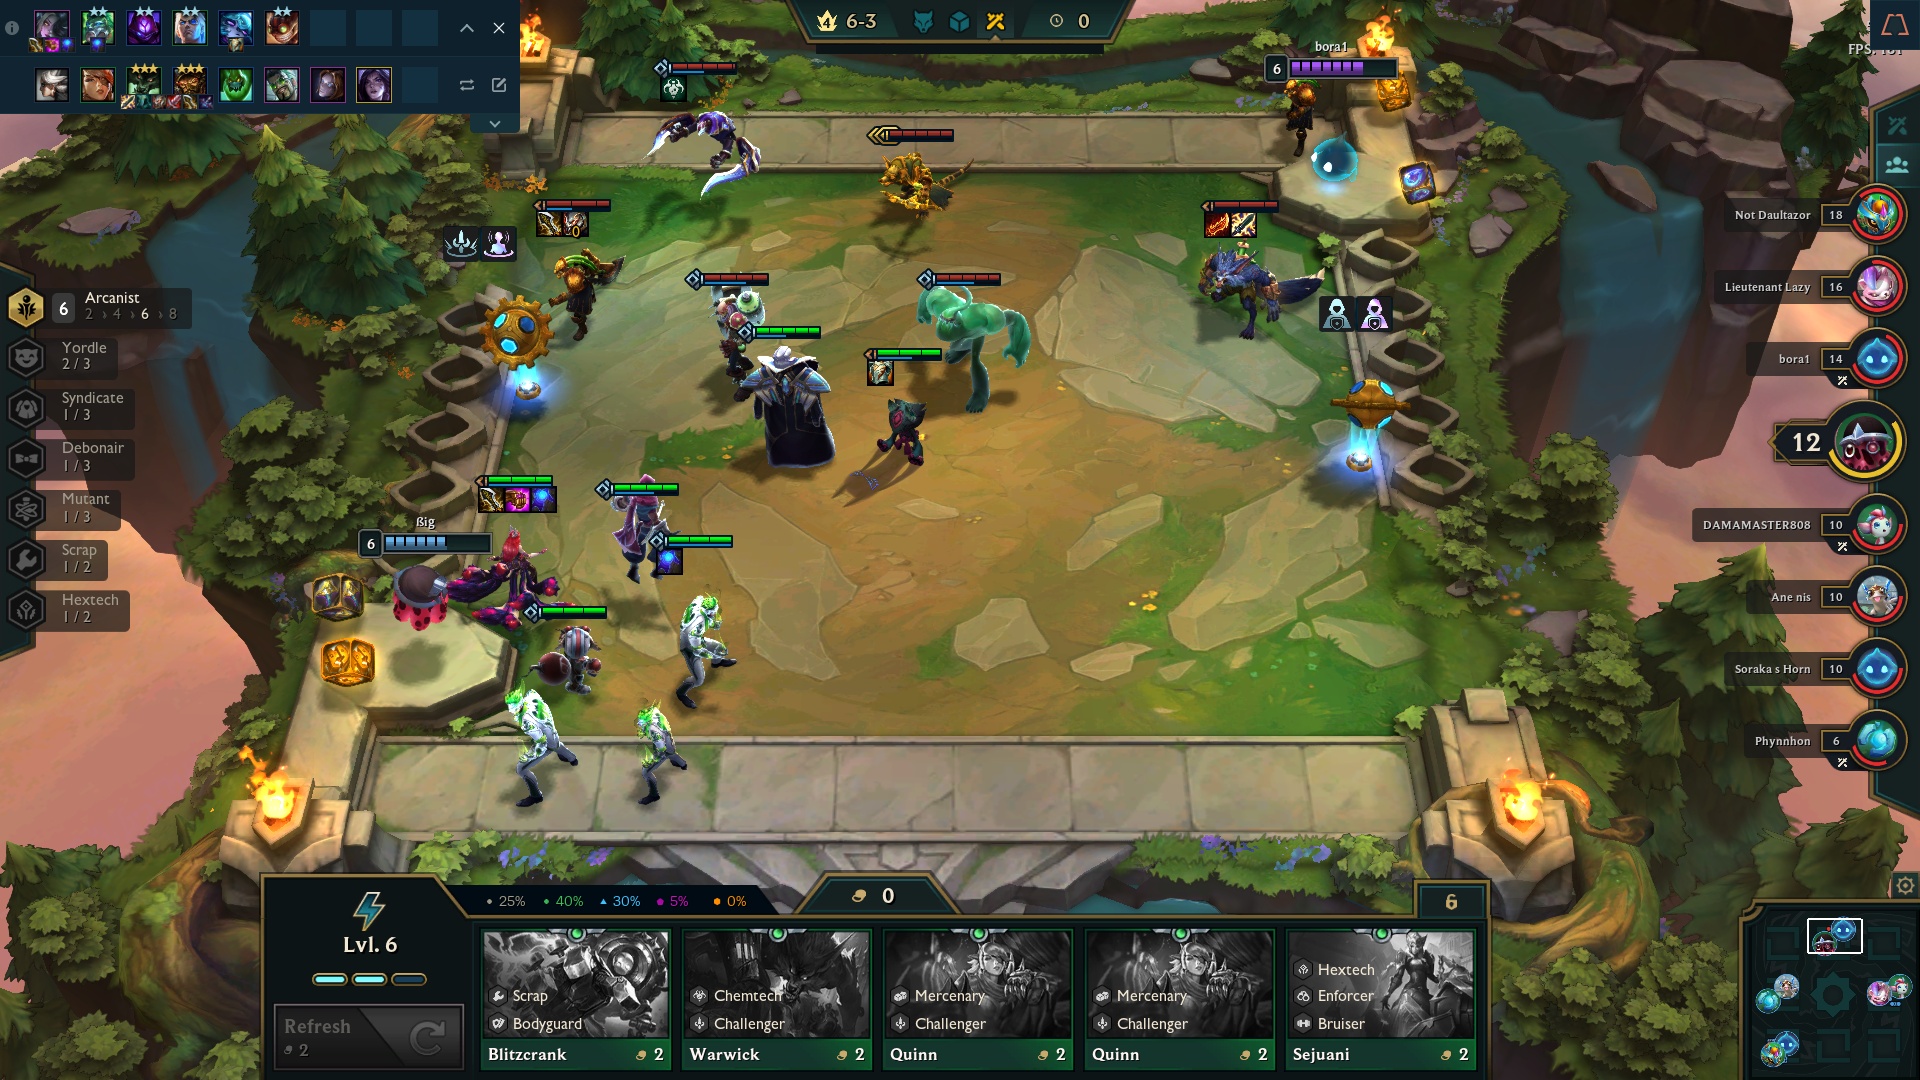 4
6-3
0
FPS:
bora1
6
0
Not Daultazor 18
Lieutenant Lazy 16
bora1 14
12
DAMAMASTER808 10
Ane nis 10
Soraka s Horn 10
Phynnhon 6
6 Arcanist
2 › 4 › 6 › 8
Yordle
2 / 3
Syndicate
1 / 3
Debonair
1 / 3
Mutant
1 / 3
Scrap
1 / 2
Hextech
1 / 2
ßig
6
25% 40% 30% 5% 0%
0
6
Lvl. 6
Refresh
2
Scrap
Bodyguard
Blitzcrank 2
Chemtech
Challenger
Warwick 2
Mercenary
Challenger
Quinn 2
Mercenary
Challenger
Quinn 2
Hextech
Enforcer
Bruiser
Sejuani 2